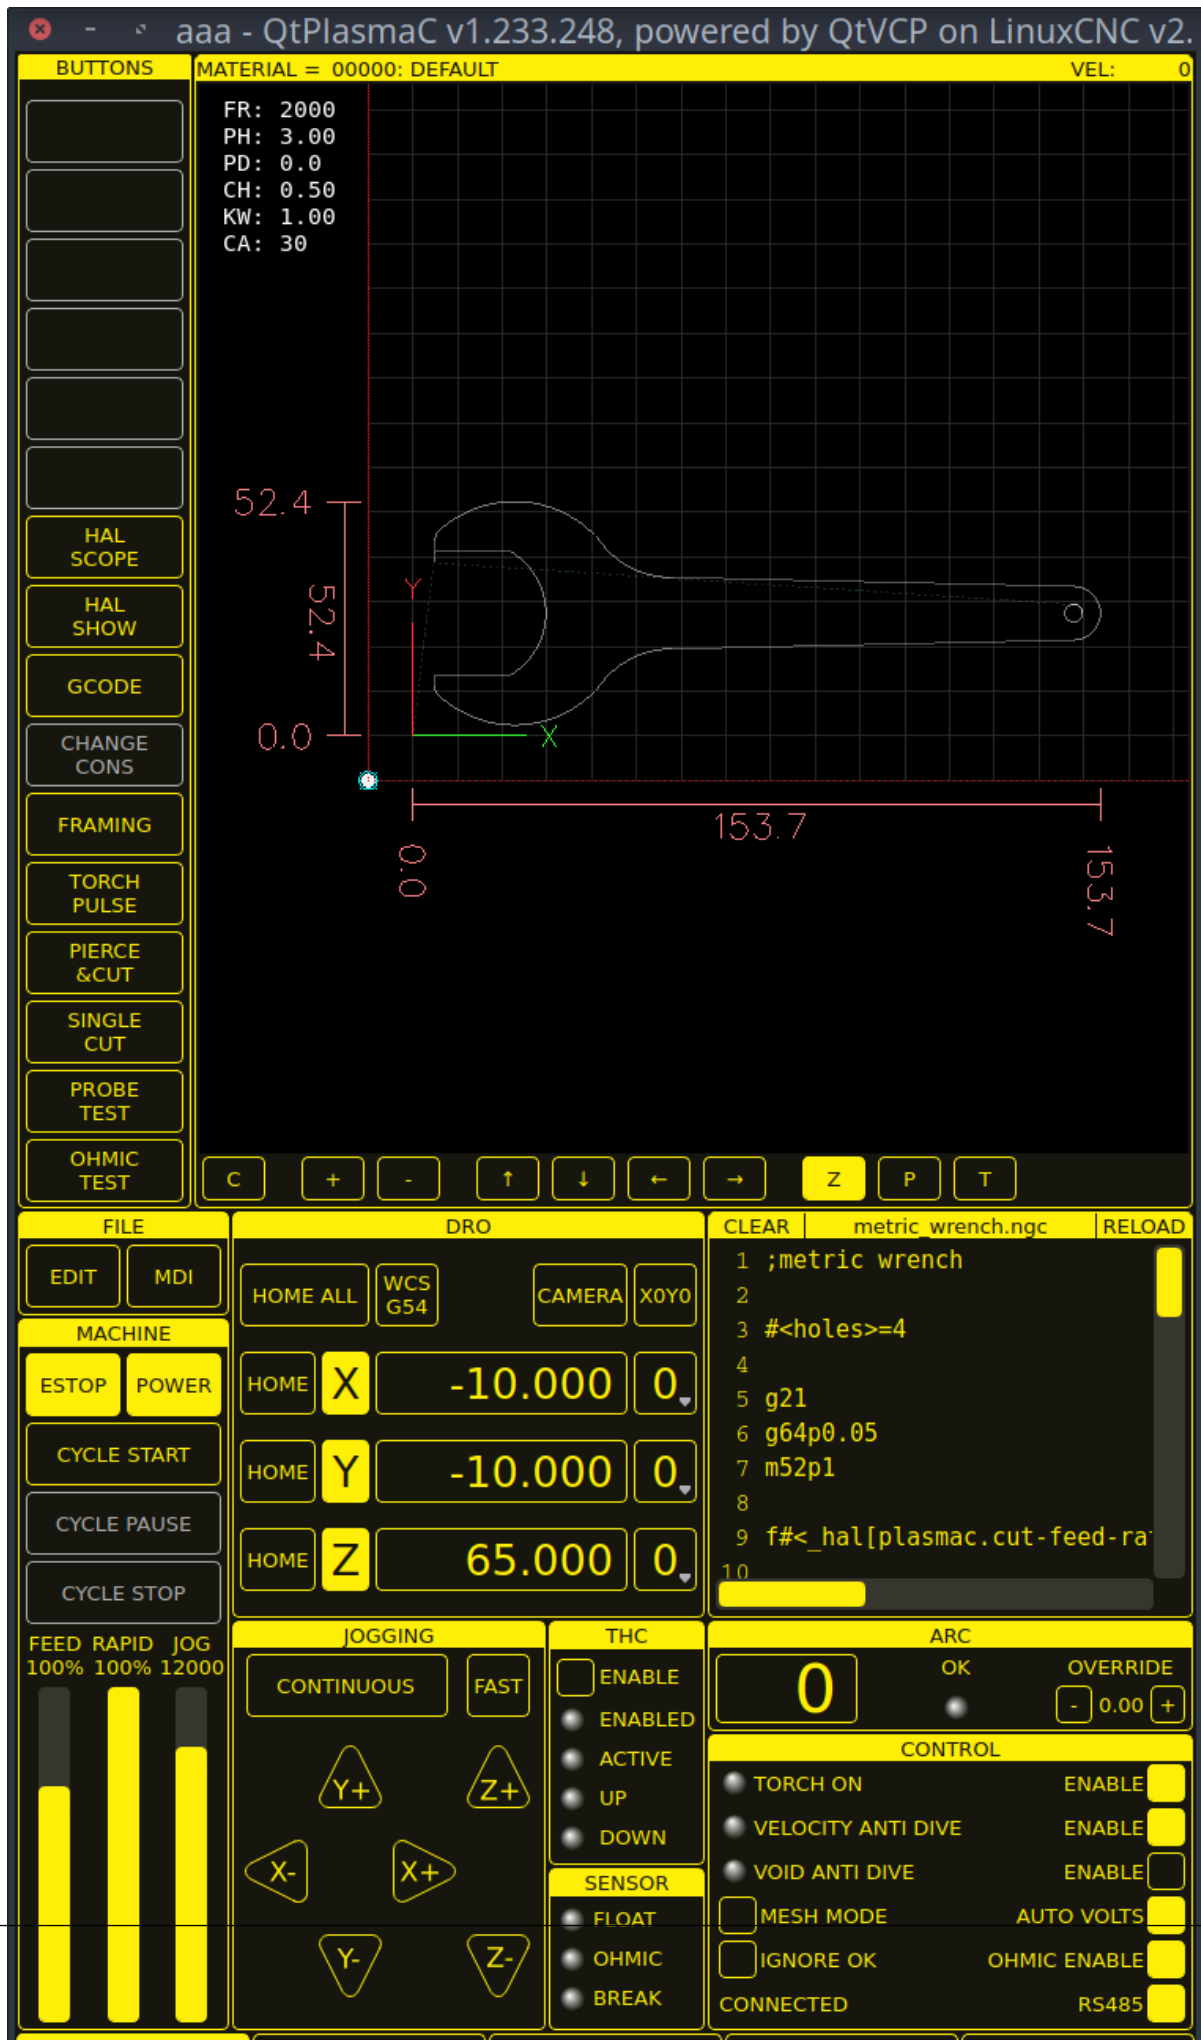 aaa - QtPlasmaC v1.233.248, powered by QtVCP on LinuxCNC v2.
BUTTONS
MATERIAL = 00000: DEFAULT
VEL: 0
FR: 2000
PH: 3.00
PD: 0.0
CH: 0.50
KW: 1.00
CA: 30
HAL
SCOPE
HAL
SHOW
GCODE
CHANGE
CONS
FRAMING
TORCH
PULSE
PIERCE
&CUT
SINGLE
CUT
PROBE
TEST
OHMIC
TEST
52.4
52.4
0.0
Y
X
153.7
0.0
153.7
C + - ↑ ↓ ← → Z P T
FILE
EDIT MDI
MACHINE
ESTOP POWER
CYCLE START
CYCLE PAUSE
CYCLE STOP
FEED RAPID JOG
100% 100% 12000
DRO
HOME ALL
WCS
G54
CAMERA X0Y0
HOME X -10.000 0
HOME Y -10.000 0
HOME Z 65.000 0
CLEAR metric_wrench.ngc RELOAD
1 ;metric wrench
2
3 #<holes>=4
4
5 g21
6 g64p0.05
7 m52p1
8
9 f#<_hal[plasmac.cut-feed-ra
10
JOGGING
CONTINUOUS FAST
Y+ Z+
X- X+
Y- Z-
THC
ENABLE
ENABLED
ACTIVE
UP
DOWN
SENSOR
FLOAT
OHMIC
BREAK
ARC
0
OK
OVERRIDE
- 0.00 +
CONTROL
TORCH ON ENABLE
VELOCITY ANTI DIVE ENABLE
VOID ANTI DIVE ENABLE
MESH MODE AUTO VOLTS
IGNORE OK OHMIC ENABLE
CONNECTED RS485